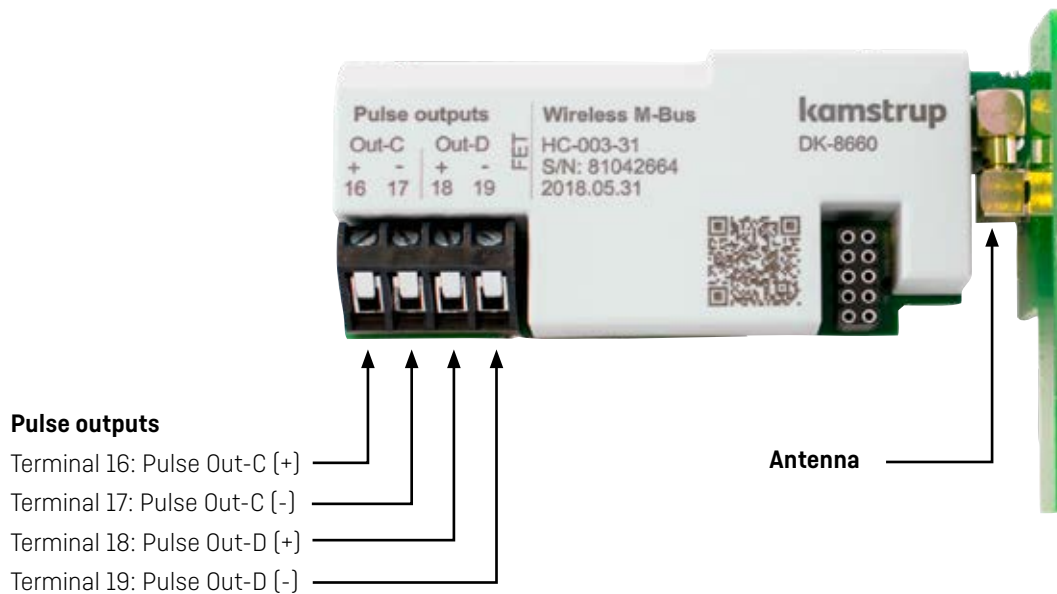 Pulse outputs
Out-C Out-D
+ - + -
16 17 18 19
FET
Wireless M-Bus
HC-003-31
S/N: 81042664
2018.05.31
kamstrup
DK-8660
Pulse outputs
Terminal 16: Pulse Out-C (+)
Terminal 17: Pulse Out-C (-)
Terminal 18: Pulse Out-D (+)
Terminal 19: Pulse Out-D (-)
Antenna